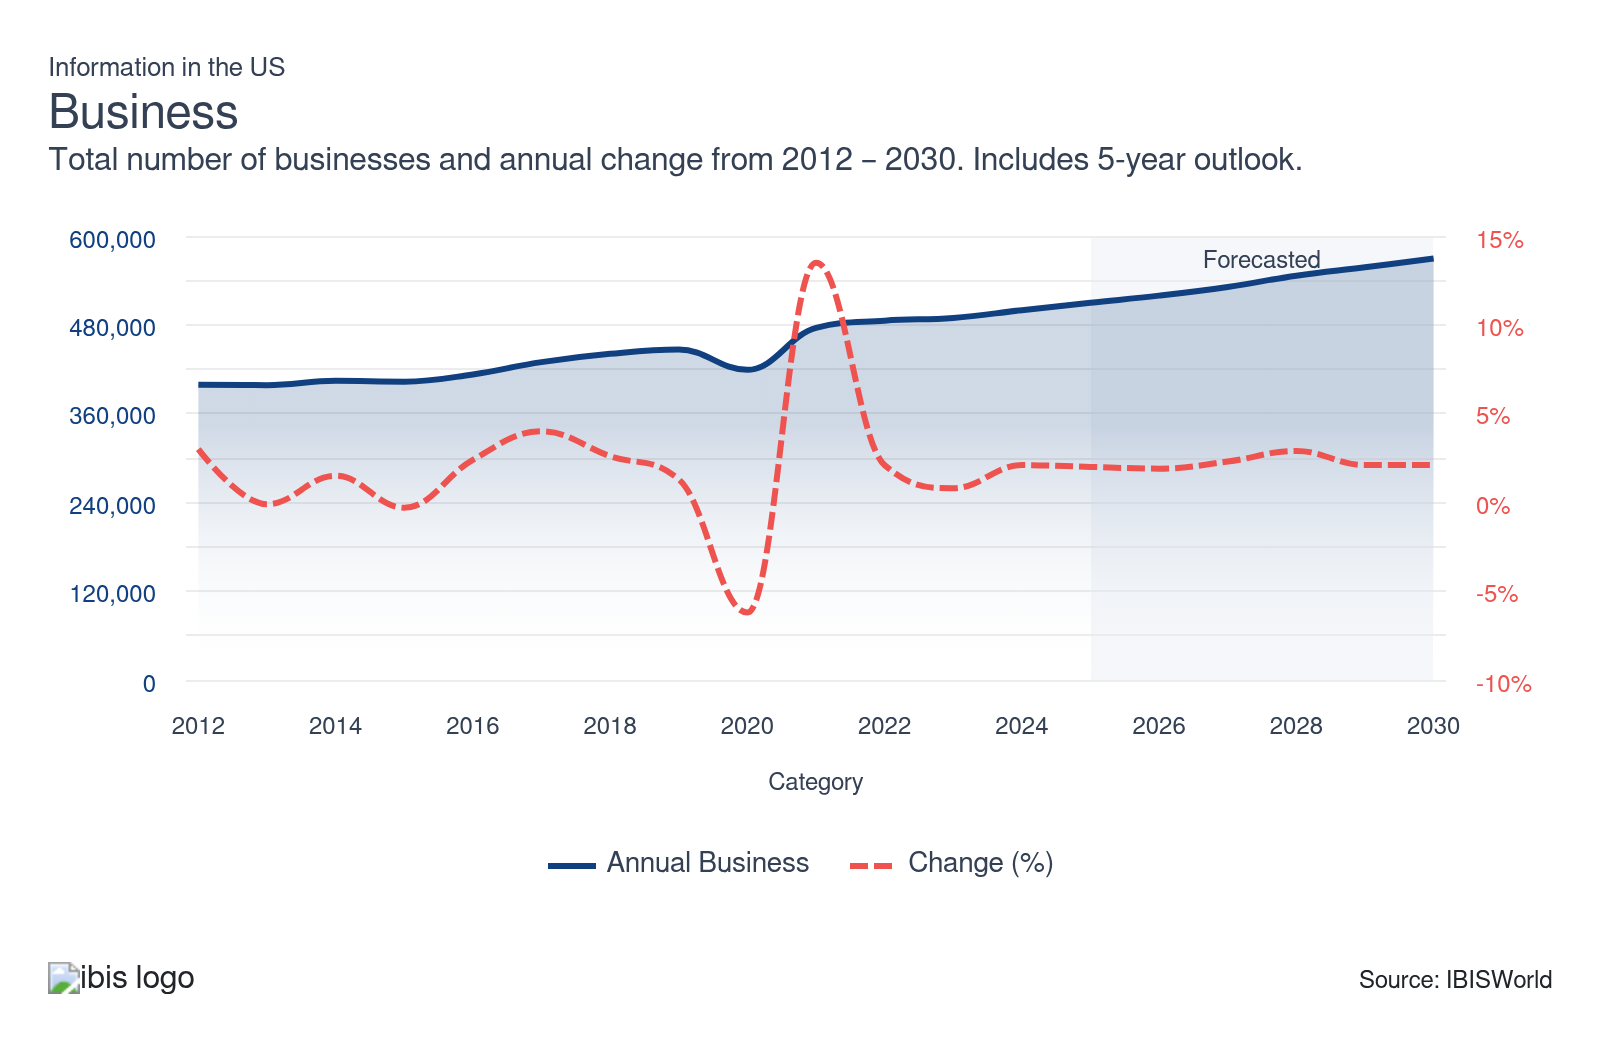 Information in the US
Business
Total number of businesses and annual change from 2012 – 2030. Includes 5-year outlook.
600,000
15%
Forecasted
480,000
10%
360,000
5%
240,000
0%
120,000
-5%
0
-10%
2012 2014 2016 2018 2020 2022 2024 2026 2028 2030
Category
Annual Business Change (%)
ibis logo
Source: IBISWorld